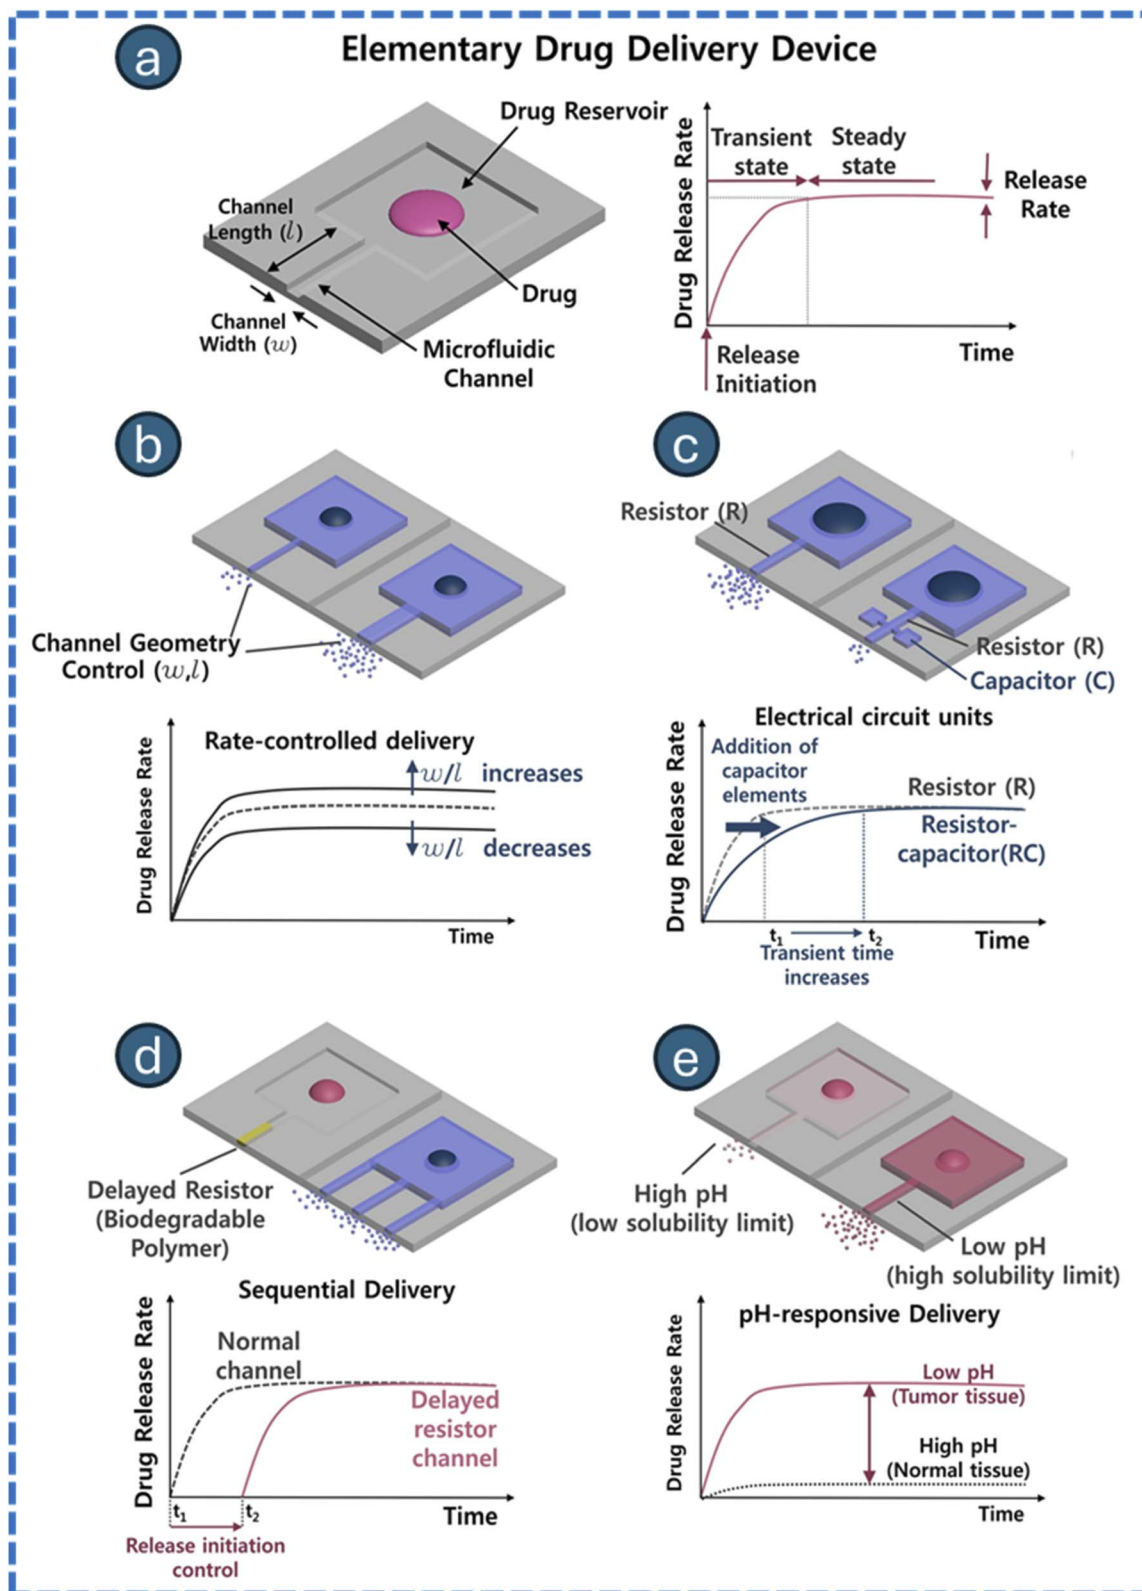 a
Elementary Drug Delivery Device
Drug Reservoir
Channel
Length (l)
Drug
Channel
Width (w)
Microfluidic
Channel
Drug Release Rate
Transient
state
Steady
state
Release
Rate
Time
Release
Initiation
b
Channel Geometry
Control (w,l)
Drug Release Rate
Rate-controlled delivery
w/l increases
w/l decreases
Time
c
Resistor (R)
Resistor (R)
Capacitor (C)
Electrical circuit units
Drug Release Rate
Addition of
capacitor
elements
Resistor (R)
Resistor-
capacitor(RC)
t1
t2
Time
Transient time
increases
d
Delayed Resistor
(Biodegradable
Polymer)
Sequential Delivery
Drug Release Rate
Normal
channel
Delayed
resistor
channel
t1
t2
Time
Release initiation
control
e
High pH
(low solubility limit)
Low pH
(high solubility limit)
pH-responsive Delivery
Drug Release Rate
Low pH
(Tumor tissue)
High pH
(Normal tissue)
Time